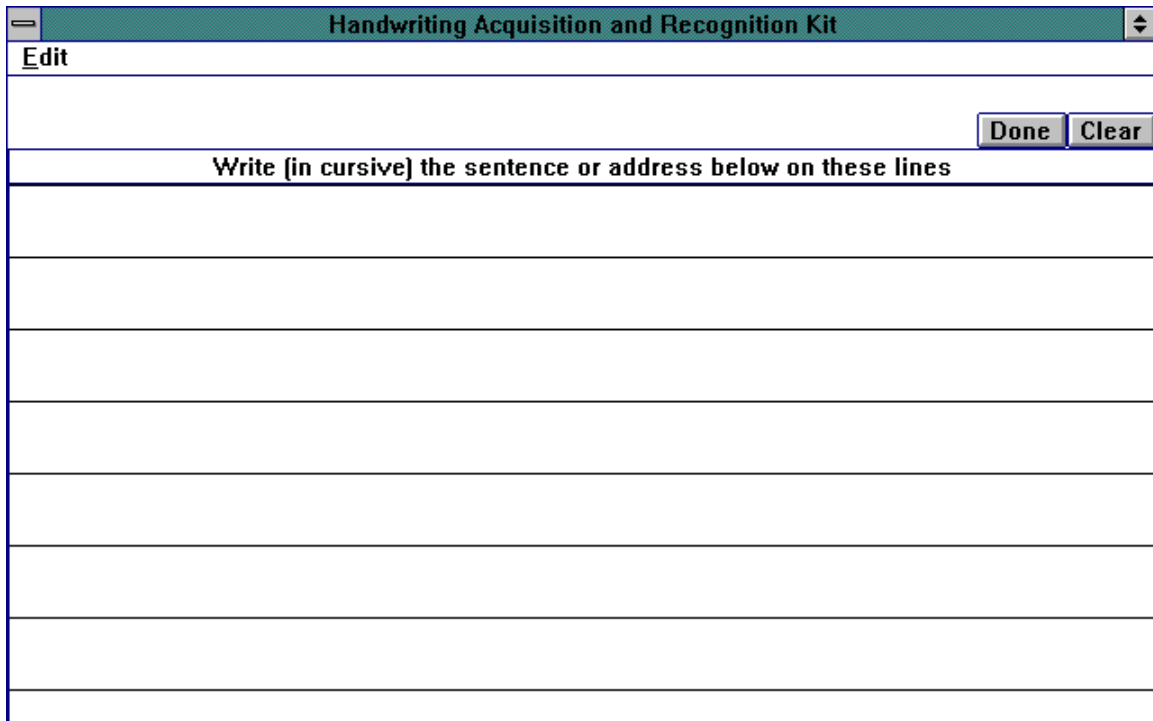 Handwriting Acquisition and Recognition Kit
Edit
Done Clear
Write (in cursive) the sentence or address below on these lines